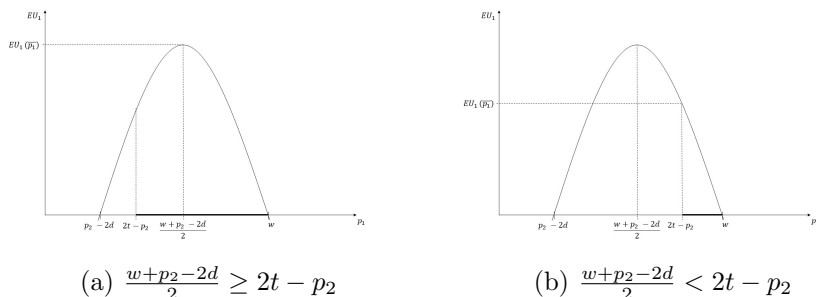 EU₁
EU₁ (p̅₁)
p₂ − 2d
2t − p₂
w + p₂ − 2d
2
w
p₁
(a) w+p₂−2d
2 ≥ 2t − p₂
EU₁
EU₁ (p̅₁)
p₂ − 2d
w + p₂ − 2d
2
2t − p₂
w
p
(b) w+p₂−2d
2 < 2t − p₂